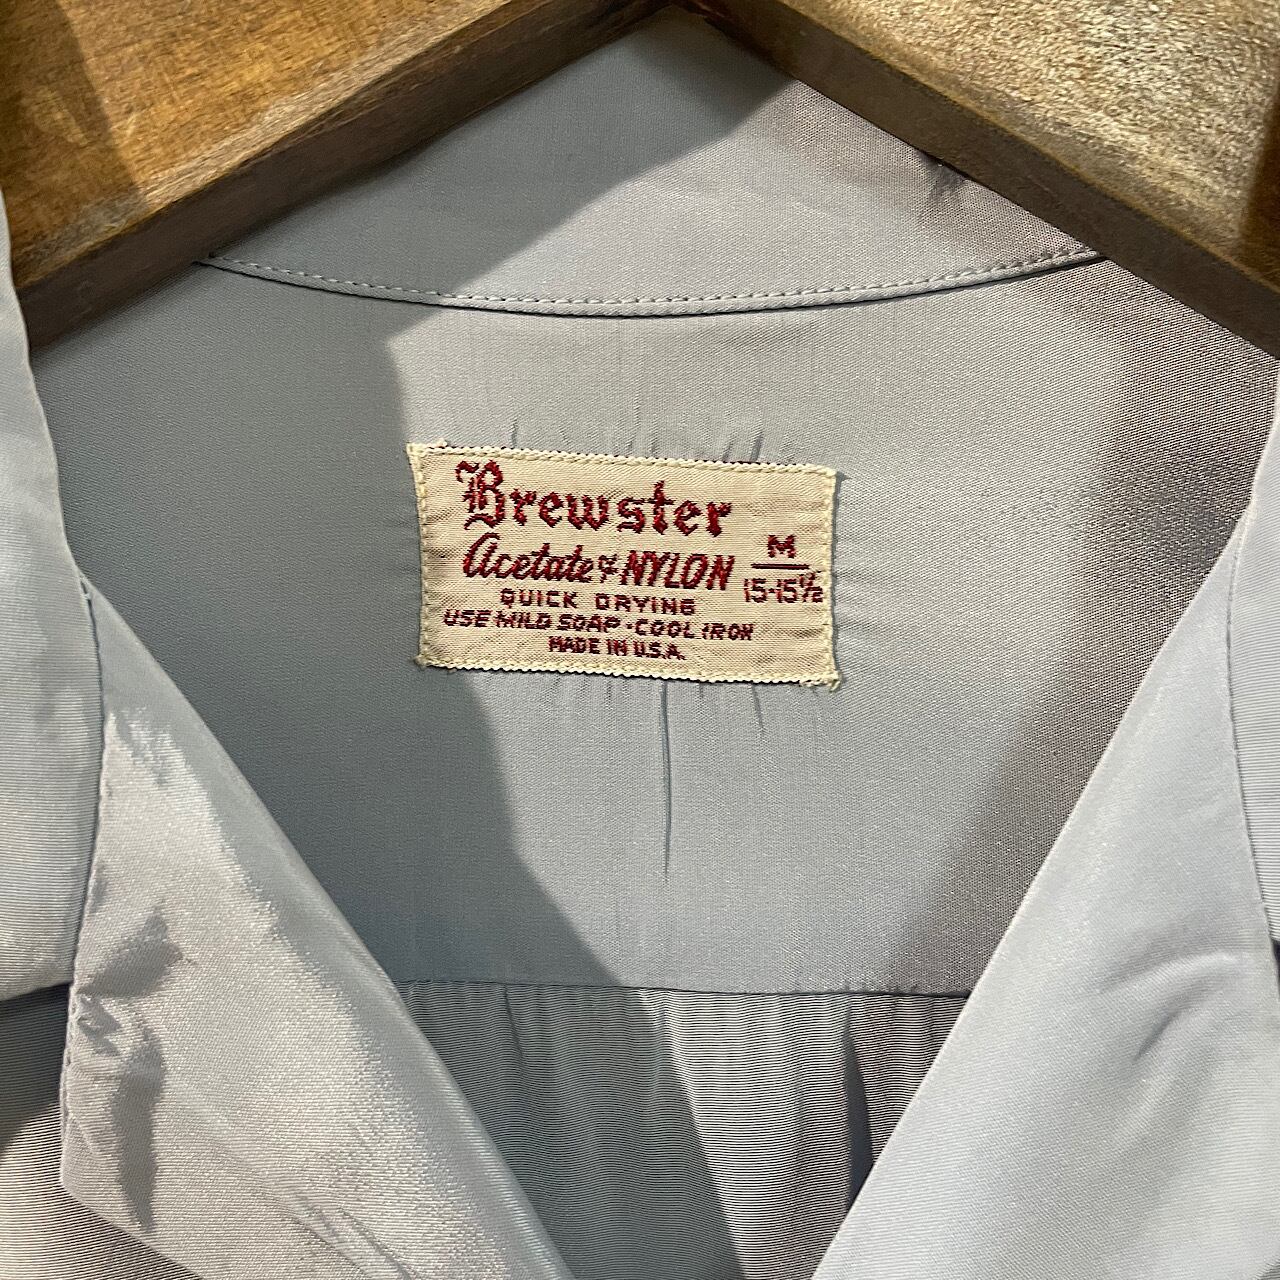 Brewster
Acetate & NYLON
M
15-15½
QUICK DRYING
USE MILD SOAP · COOL IRON
MADE IN U.S.A.